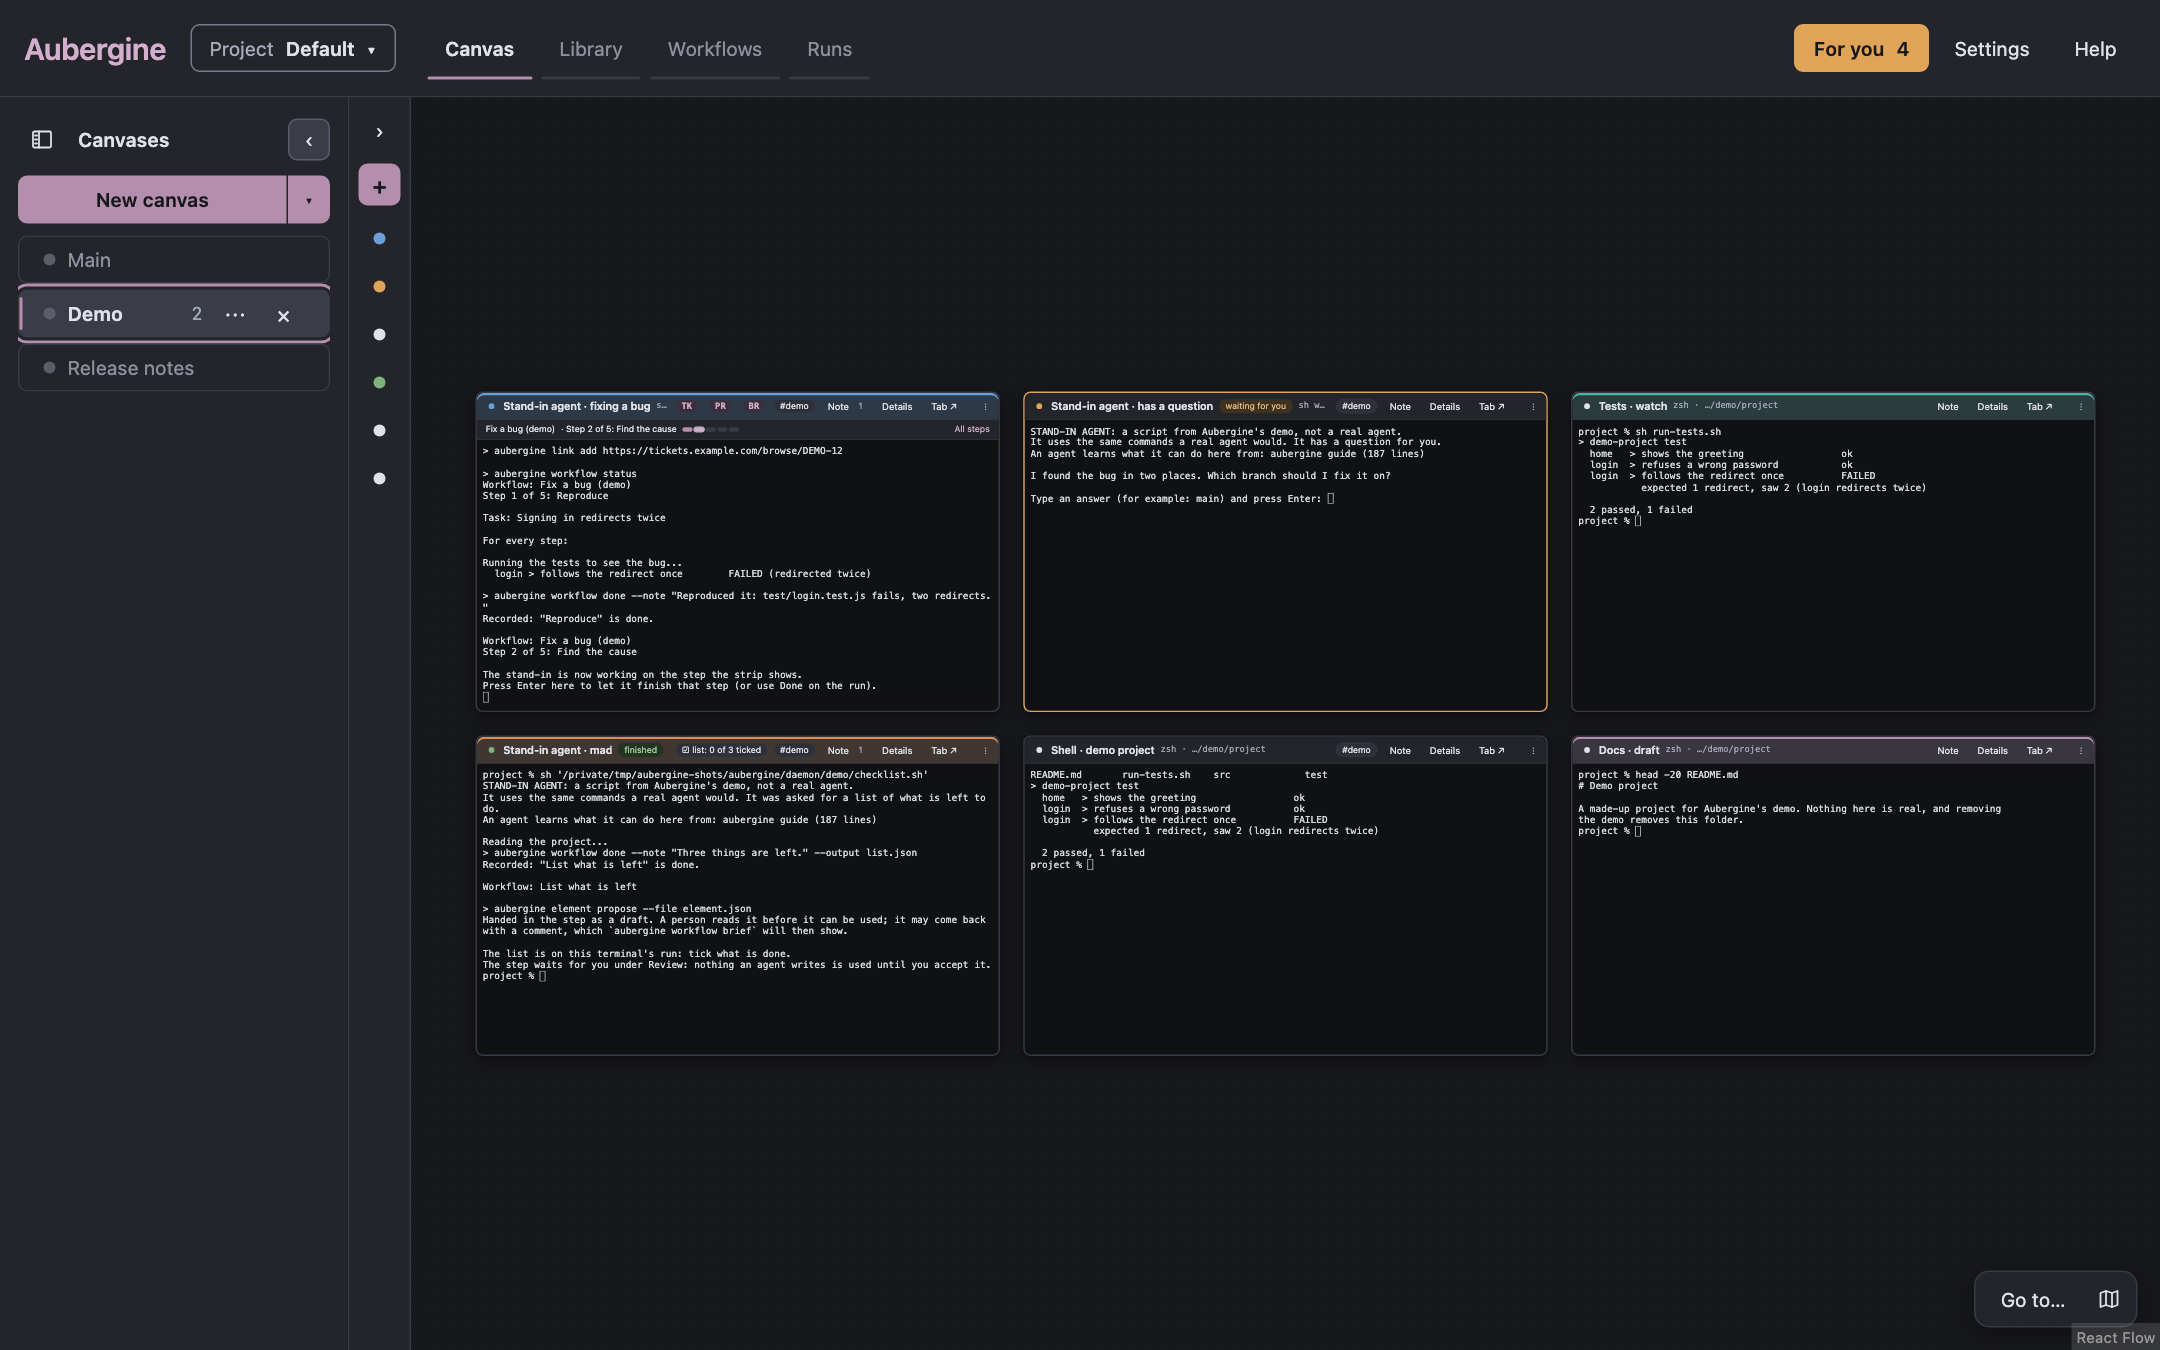 Aubergine Project Default ▾ Canvas Library Workflows Runs For you 4 Settings Help
Canvases
New canvas
Main
Demo 2 ... ×
Release notes
Stand-in agent · fixing a bug s… TK PR BR #demo Note 1 Details Tab ↗
Fix a bug (demo) · Step 2 of 5: Find the cause All steps
> aubergine link add https://tickets.example.com/browse/DEMO-12
> aubergine workflow status
Workflow: Fix a bug (demo)
Step 1 of 5: Reproduce
Task: Signing in redirects twice
For every step:
Running the tests to see the bug...
login > follows the redirect once FAILED (redirected twice)
> aubergine workflow done --note "Reproduced it: test/login.test.js fails, two redirects.
"
Recorded: "Reproduce" is done.
Workflow: Fix a bug (demo)
Step 2 of 5: Find the cause
The stand-in is now working on the step the strip shows.
Press Enter here to let it finish that step (or use Done on the run).
Stand-in agent · has a question waiting for you sh w… #demo Note Details Tab ↗
STAND-IN AGENT: a script from Aubergine's demo, not a real agent.
It uses the same commands a real agent would. It has a question for you.
An agent learns what it can do here from: aubergine guide (187 lines)
I found the bug in two places. Which branch should I fix it on?
Type an answer (for example: main) and press Enter:
Tests · watch zsh · …/demo/project Note Details Tab ↗
project % sh run-tests.sh
> demo-project test
home > shows the greeting ok
login > refuses a wrong password ok
login > follows the redirect once FAILED
expected 1 redirect, saw 2 (login redirects twice)
2 passed, 1 failed
project %
Stand-in agent · mad finished list: 0 of 3 ticked #demo Note 1 Details Tab ↗
project % sh '/private/tmp/aubergine-shots/aubergine/daemon/demo/checklist.sh'
STAND-IN AGENT: a script from Aubergine's demo, not a real agent.
It uses the same commands a real agent would. It was asked for a list of what is left to
do.
An agent learns what it can do here from: aubergine guide (187 lines)
Reading the project...
> aubergine workflow done --note "Three things are left." --output list.json
Recorded: "List what is left" is done.
Workflow: List what is left
> aubergine element propose --file element.json
Handed in the step as a draft. A person reads it before it can be used; it may come back
with a comment, which `aubergine workflow brief` will then show.
The list is on this terminal's run: tick what is done.
The step waits for you under Review: nothing an agent writes is used until you accept it.
project %
Shell · demo project zsh · …/demo/project #demo Note Details Tab ↗
README.md run-tests.sh src test
> demo-project test
home > shows the greeting ok
login > refuses a wrong password ok
login > follows the redirect once FAILED
expected 1 redirect, saw 2 (login redirects twice)
2 passed, 1 failed
project %
Docs · draft zsh · …/demo/project Note Details Tab ↗
project % head -20 README.md
# Demo project
A made-up project for Aubergine's demo. Nothing here is real, and removing
the demo removes this folder.
project %
Go to...
React Flow